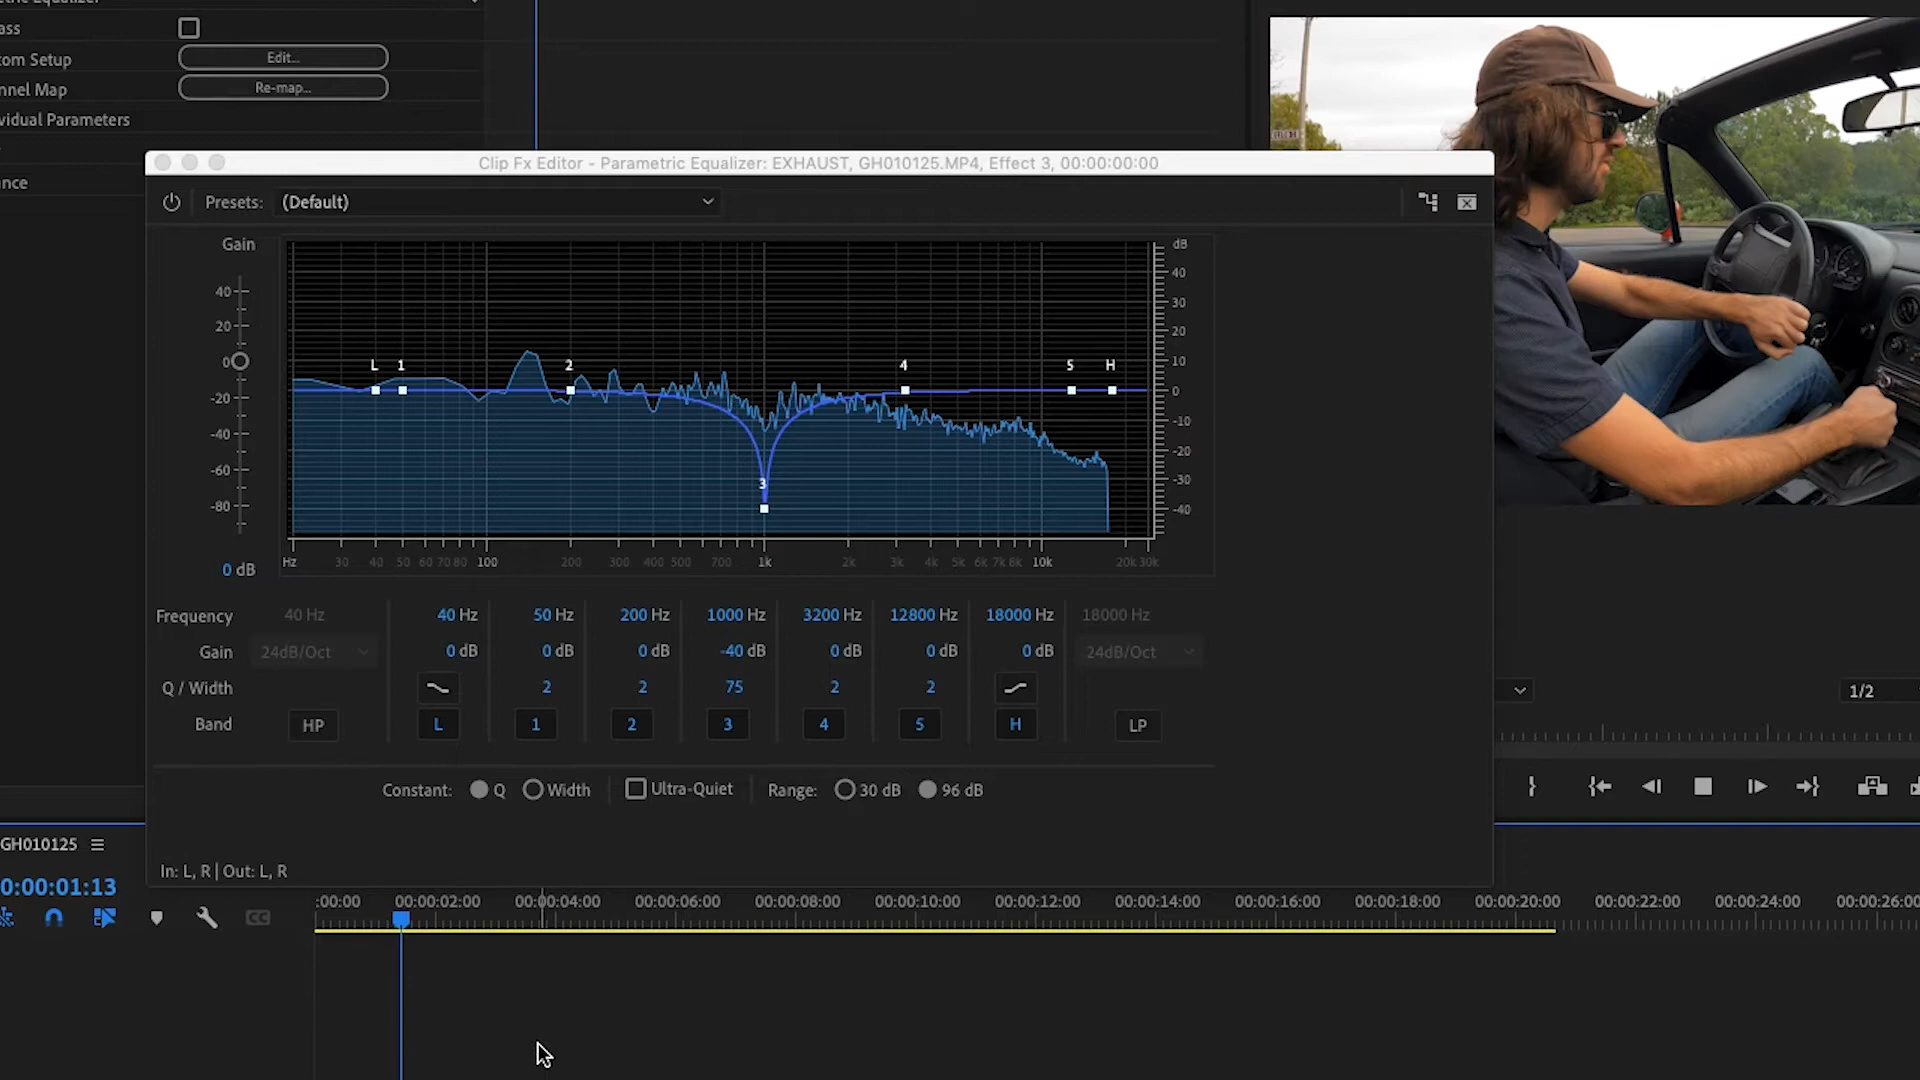 ass
om Setup
Edit...
nnel Map
Re-map...
vidual Parameters
nce
Clip Fx Editor - Parametric Equalizer: EXHAUST, GH010125.MP4, Effect 3, 00:00:00:00
Presets: (Default)
Gain
dB
40
20
0
-20
-40
-60
-80
0 dB
40
30
20
10
0
-10
-20
-30
-40
L 1 2 3 4 5 H
Hz 30 40 50 60 70 80 100 200 300 400 500 700 1k 2k 3k 4k 5k 6k 7k 8k 10k 20k 30k
Frequency 40 Hz 40 Hz 50 Hz 200 Hz 1000 Hz 3200 Hz 12800 Hz 18000 Hz 18000 Hz
Gain 24dB/Oct 0 dB 0 dB 0 dB -40 dB 0 dB 0 dB 0 dB 24dB/Oct
Q / Width 2 2 75 2 2
Band HP L 1 2 3 4 5 H LP
Constant: Q Width Ultra-Quiet Range: 30 dB 96 dB
In: L, R | Out: L, R
1/2
GH010125
0:00:01:13
:00:00 00:00:02:00 00:00:04:00 00:00:06:00 00:00:08:00 00:00:10:00 00:00:12:00 00:00:14:00 00:00:16:00 00:00:18:00 00:00:20:00 00:00:22:00 00:00:24:00 00:00:26:00
CC